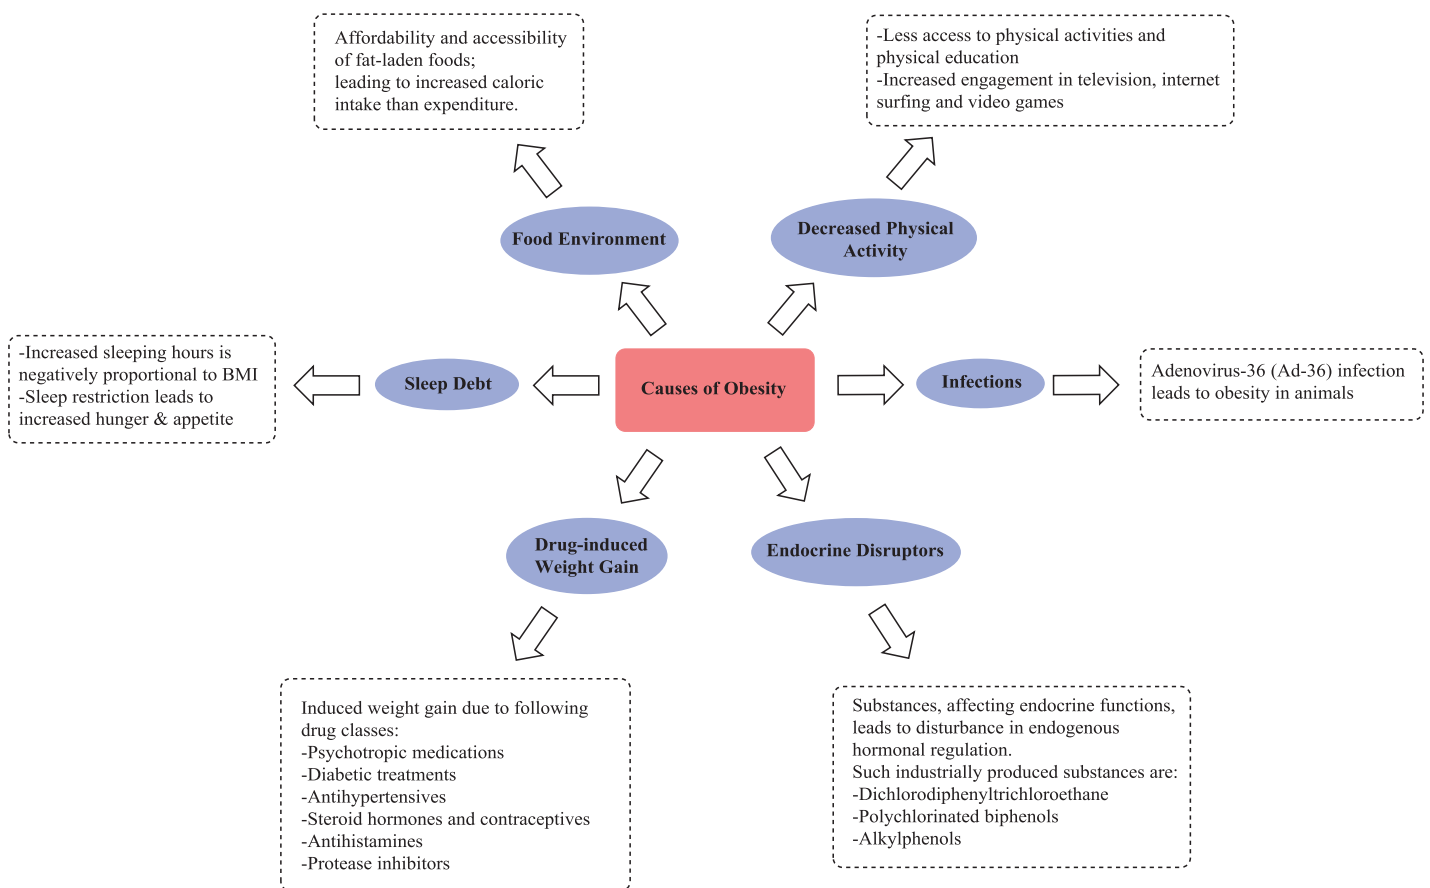 Affordability and accessibility
of fat-laden foods;
leading to increased caloric
intake than expenditure.
-Less access to physical activities and
physical education
-Increased engagement in television, internet
surfing and video games
Food Environment
Decreased Physical
Activity
-Increased sleeping hours is
negatively proportional to BMI
-Sleep restriction leads to
increased hunger & appetite
Sleep Debt
Causes of Obesity
Infections
Adenovirus-36 (Ad-36) infection
leads to obesity in animals
Drug-induced
Weight Gain
Endocrine Disruptors
Induced weight gain due to following
drug classes:
-Psychotropic medications
-Diabetic treatments
-Antihypertensives
-Steroid hormones and contraceptives
-Antihistamines
-Protease inhibitors
Substances, affecting endocrine functions,
leads to disturbance in endogenous
hormonal regulation.
Such industrially produced substances are:
-Dichlorodiphenyltrichloroethane
-Polychlorinated biphenols
-Alkylphenols